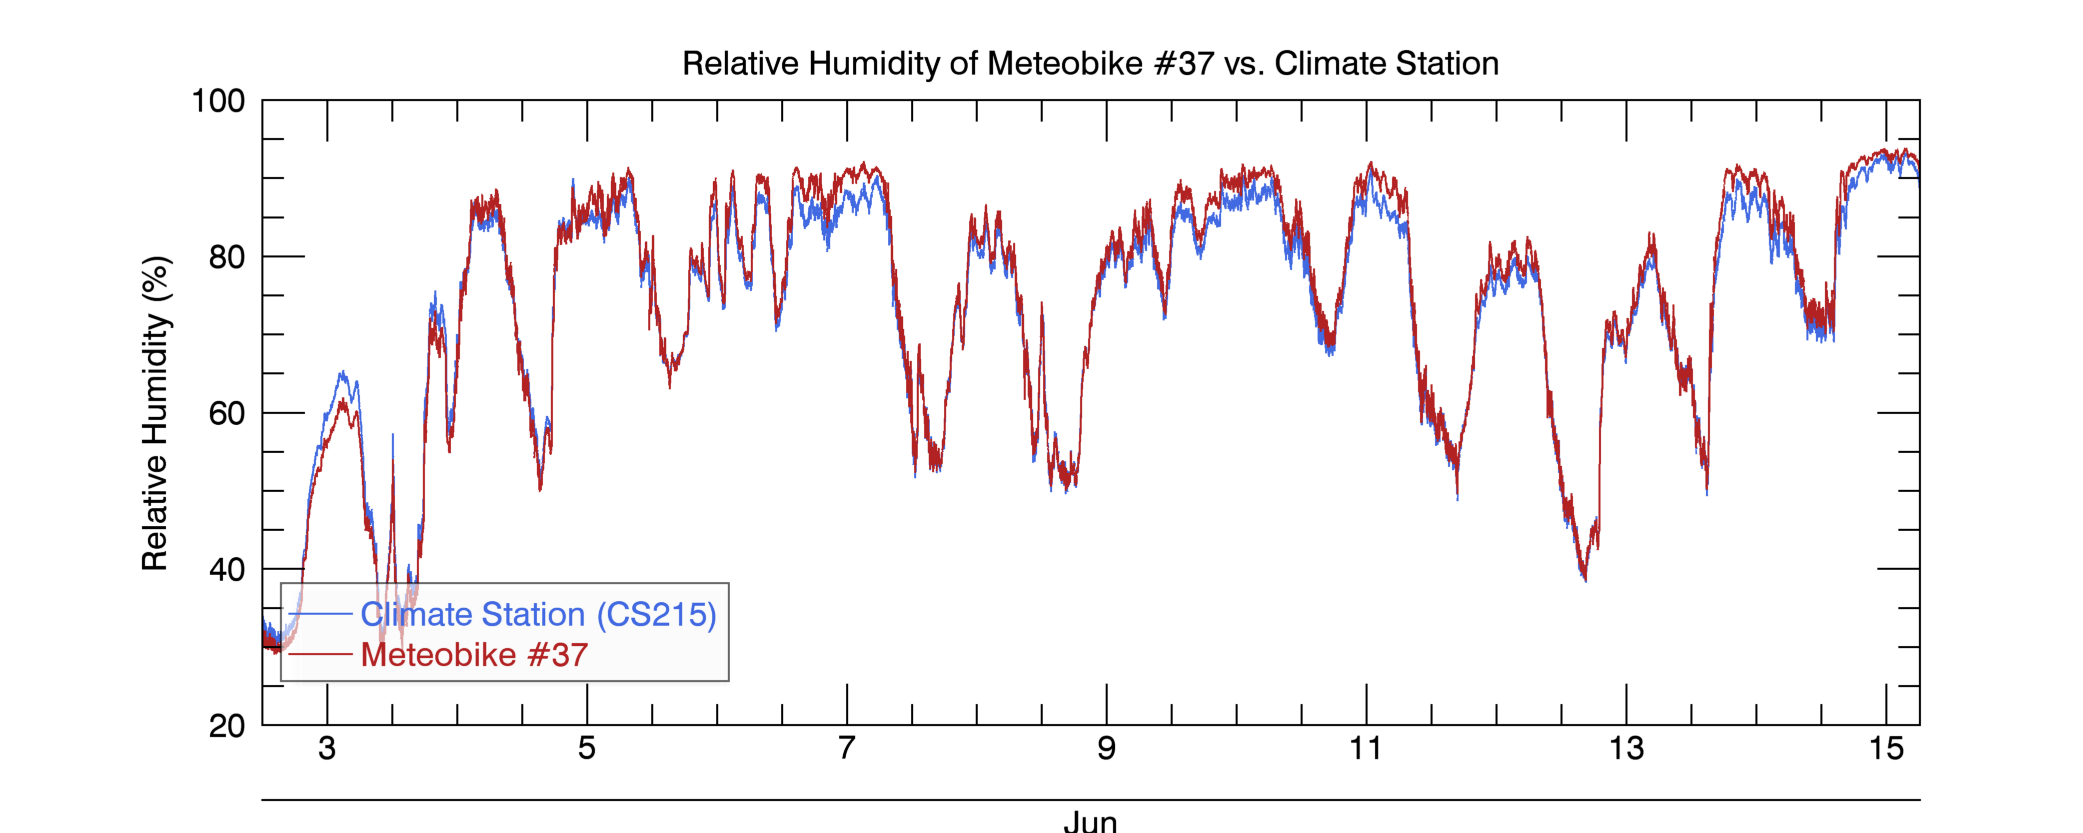 Relative Humidity of Meteobike #37 vs. Climate Station
Relative Humidity (%)
100
80
60
40
20
Climate Station (CS215)
Meteobike #37
3 5 7 9 11 13 15
Jun